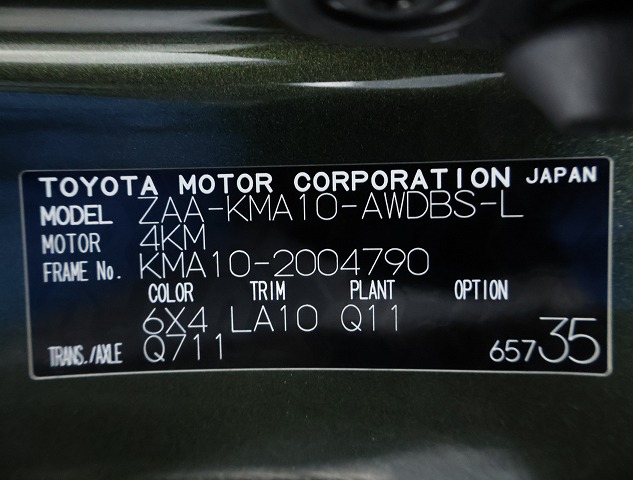 TOYOTA MOTOR CORPORATION JAPAN
MODEL ZAA-KMA10-AWDBS-L
MOTOR 4KM
FRAME No. KMA10-2004790
COLOR TRIM PLANT OPTION
6X4 LA10 Q11
TRANS./AXLE Q711 65735